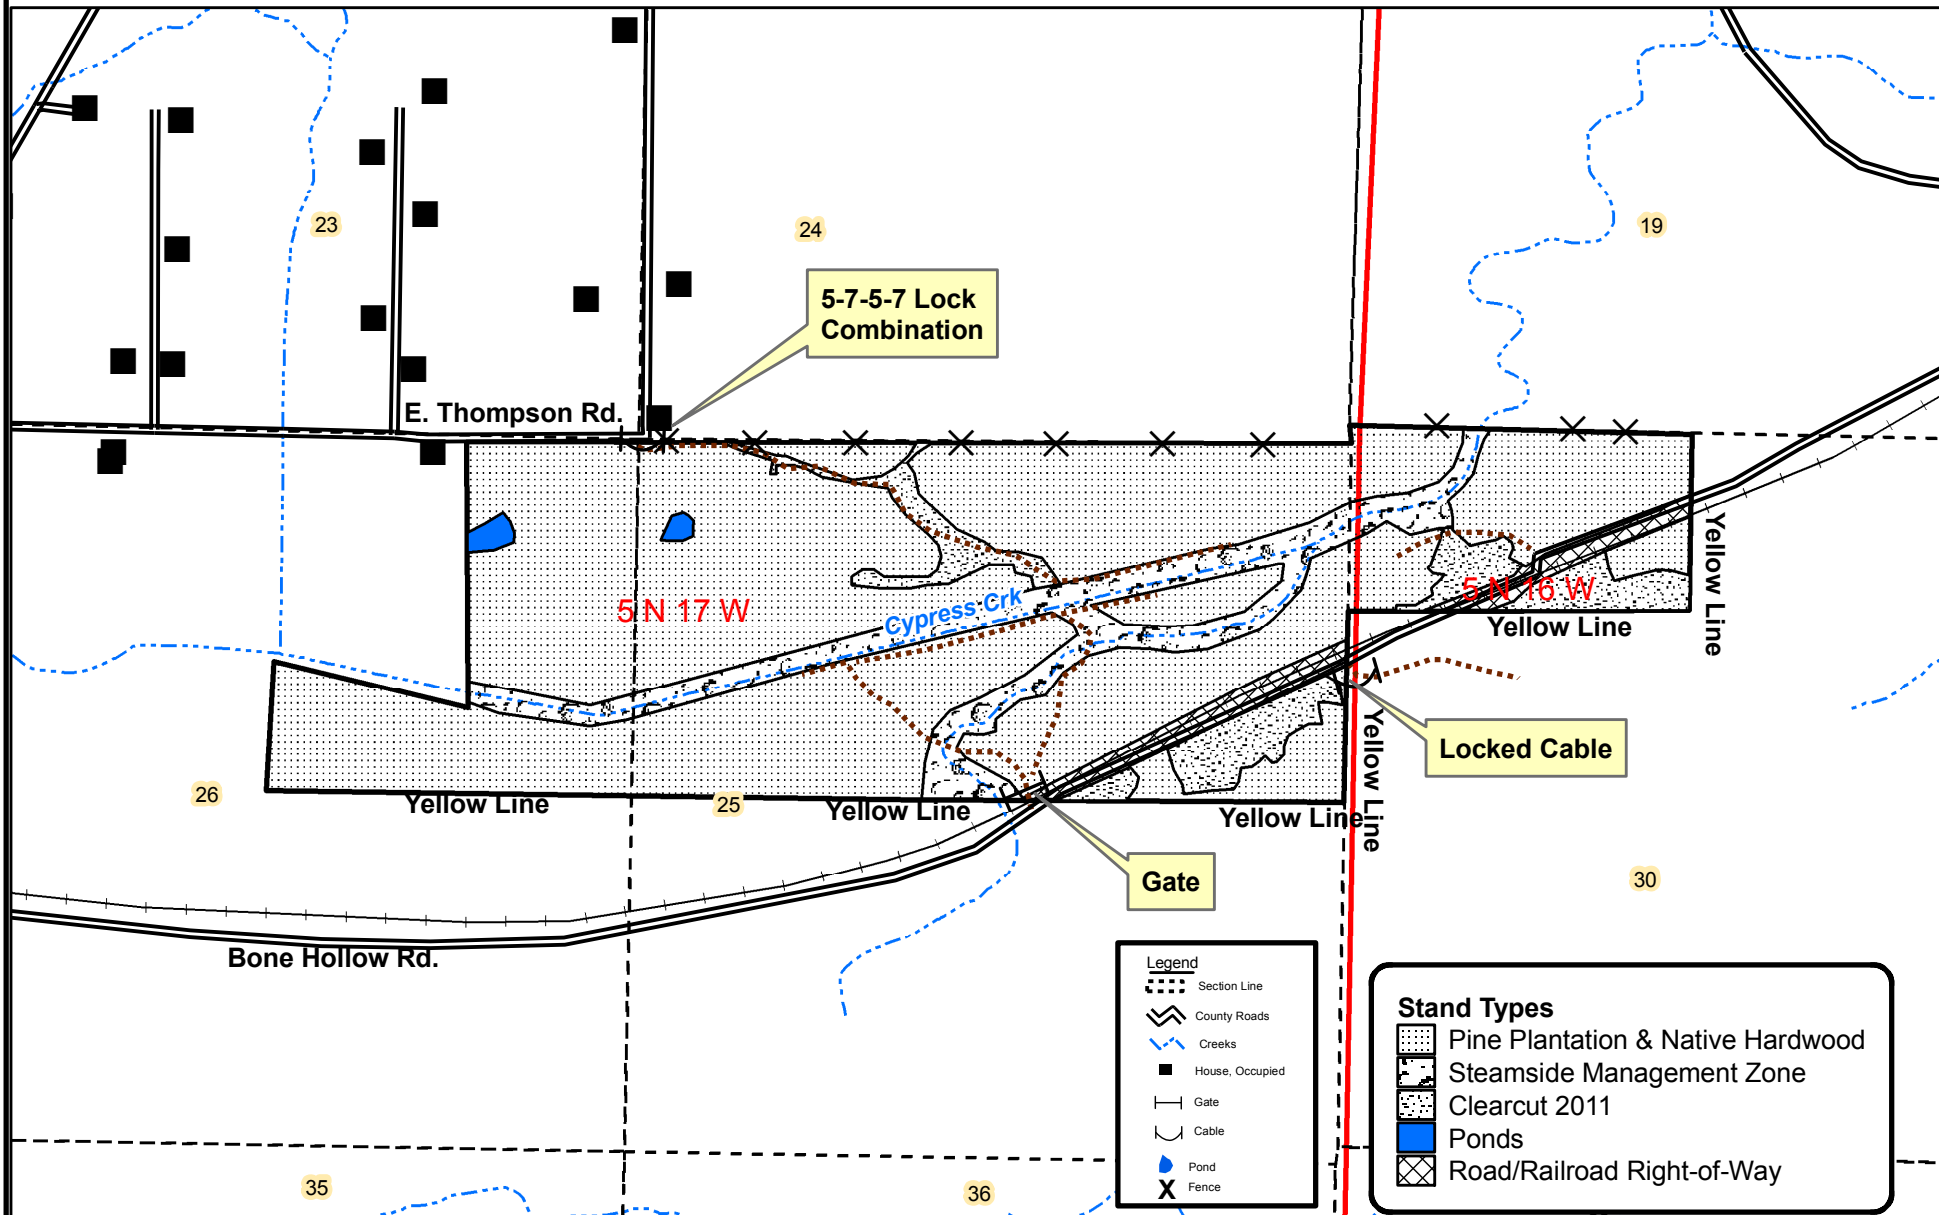 23
24
19
5-7-5-7 Lock
Combination
E. Thompson Rd.
Yellow Line
5 N 17 W
Cypress Crk
5 N 16 W
Yellow Line
Locked Cable
Yellow Line
26
Yellow Line
25
Yellow Line
Yellow Line
Gate
30
Bone Hollow Rd.
Legend
Section Line
County Roads
Creeks
House, Occupied
Gate
Cable
Pond
X Fence
Stand Types
Pine Plantation & Native Hardwood
Steamside Management Zone
Clearcut 2011
Ponds
Road/Railroad Right-of-Way
35
36